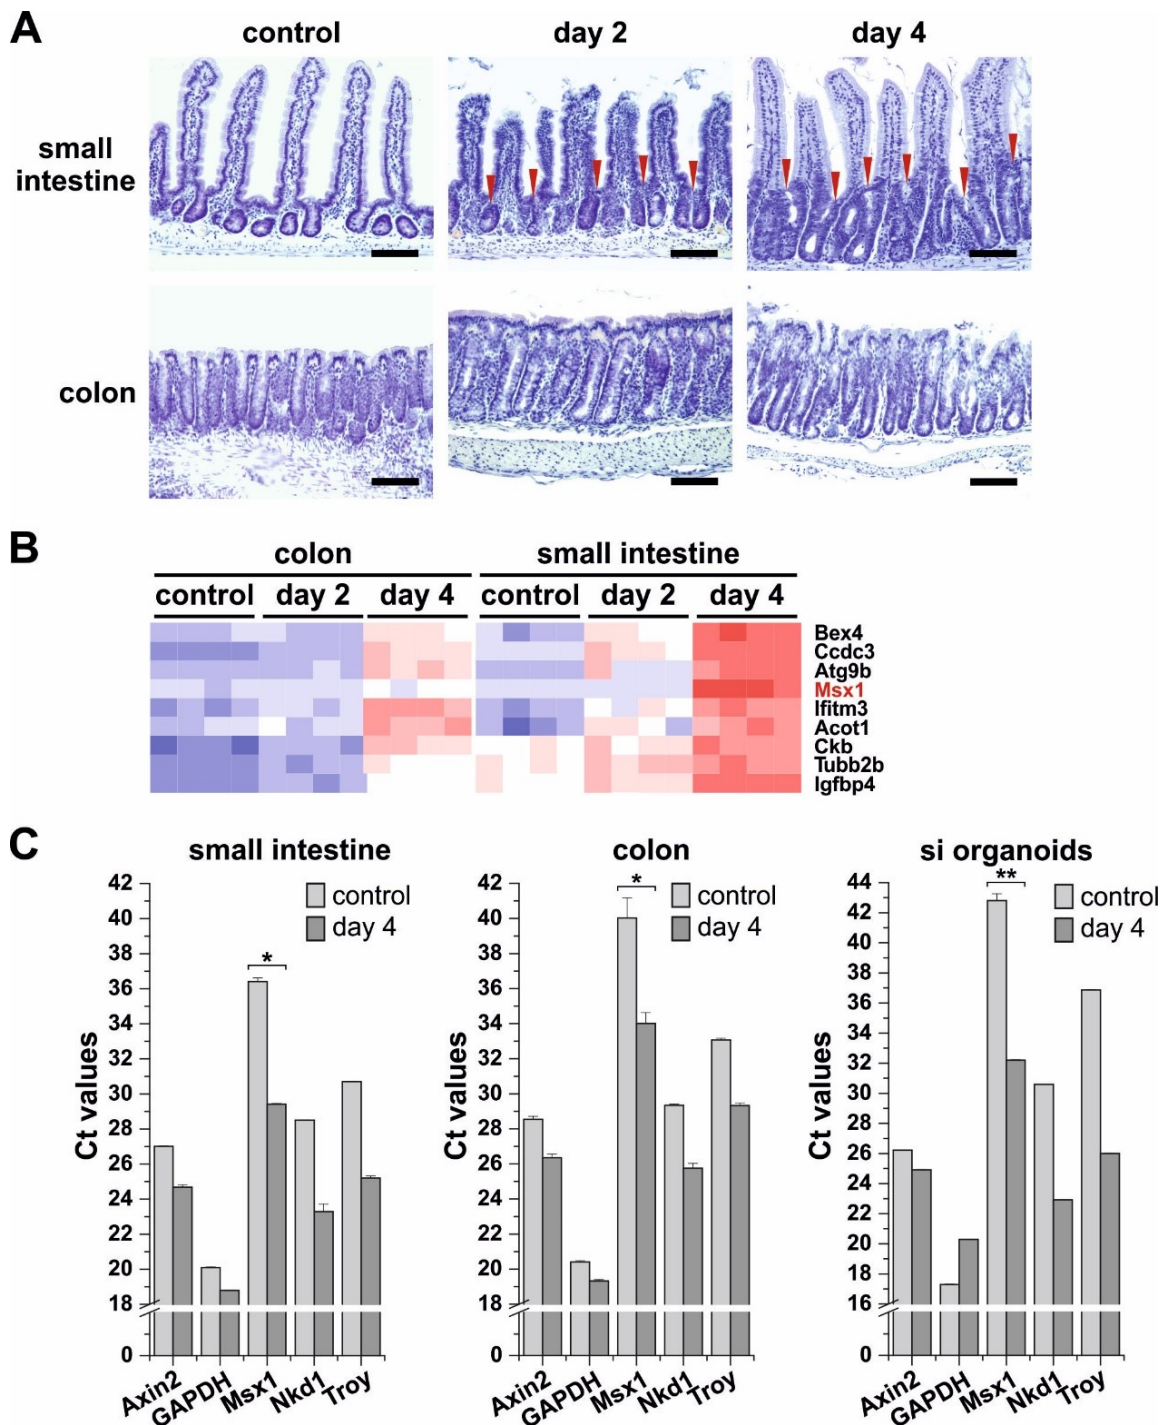 A
control day 2 day 4
small
intestine
colon
B
colon small intestine
control day 2 day 4 control day 2 day 4
Bex4
Ccdc3
Atg9b
Msx1
Ifitm3
Acot1
Ckb
Tubb2b
Igfbp4
C
small intestine
42
40
38
36
34
32
30
28
26
24
22
20
18
0
Ct values
control
day 4
*
Axin2 GAPDH Msx1 Nkd1 Troy
colon
42
40
38
36
34
32
30
28
26
24
22
20
18
0
Ct values
control
day 4
*
Axin2 GAPDH Msx1 Nkd1 Troy
si organoids
44
42
40
38
36
34
32
30
28
26
24
22
20
18
16
0
Ct values
control
day 4
**
Axin2 GAPDH Msx1 Nkd1 Troy